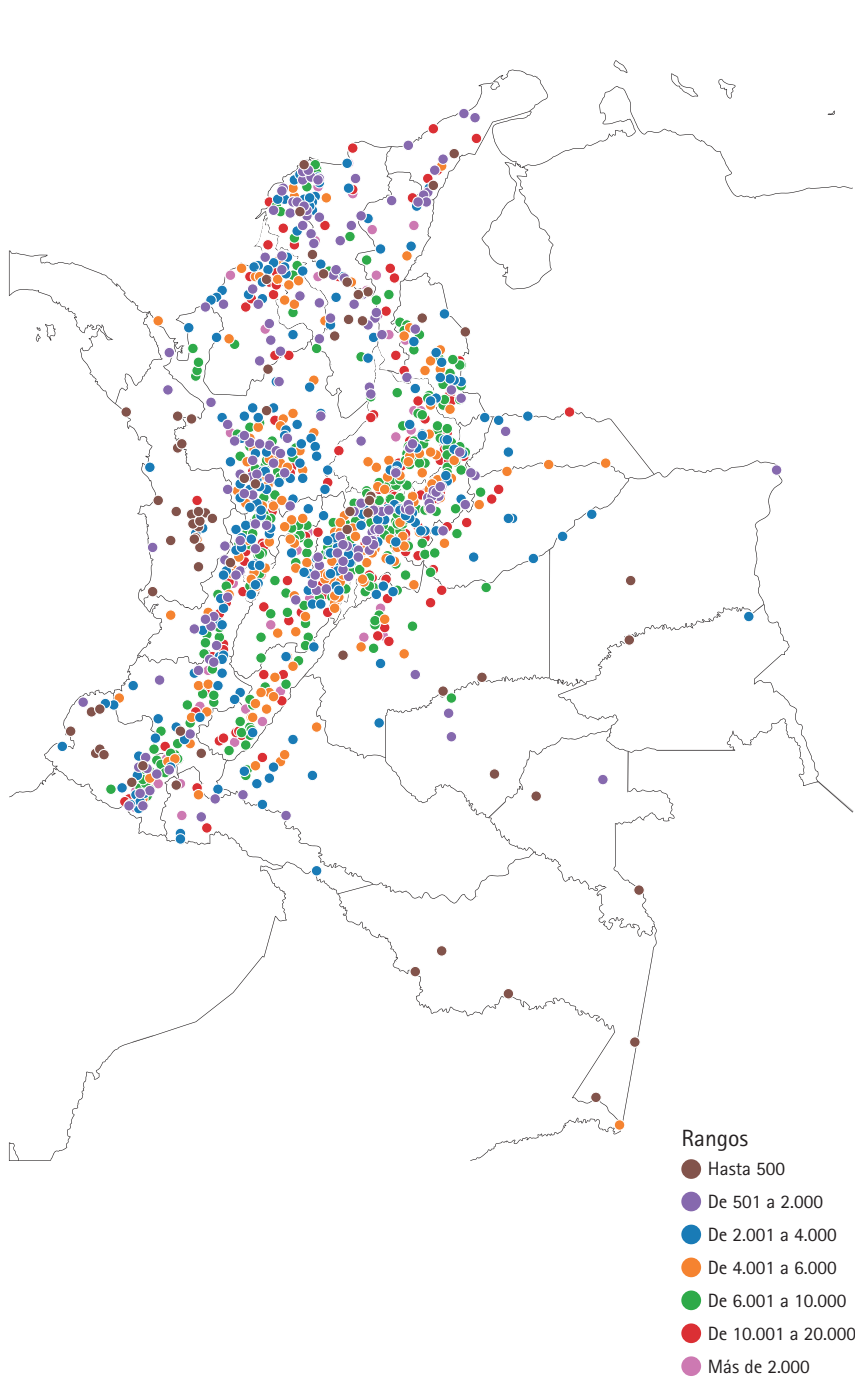 Rangos
Hasta 500
De 501 a 2.000
De 2.001 a 4.000
De 4.001 a 6.000
De 6.001 a 10.000
De 10.001 a 20.000
Más de 2.000